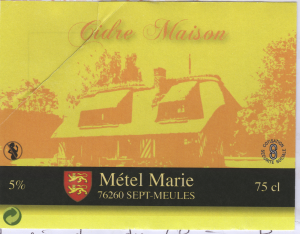 Cidre Maison
5%
Métel Marie
76260 SEPT-MEULES
75 cl